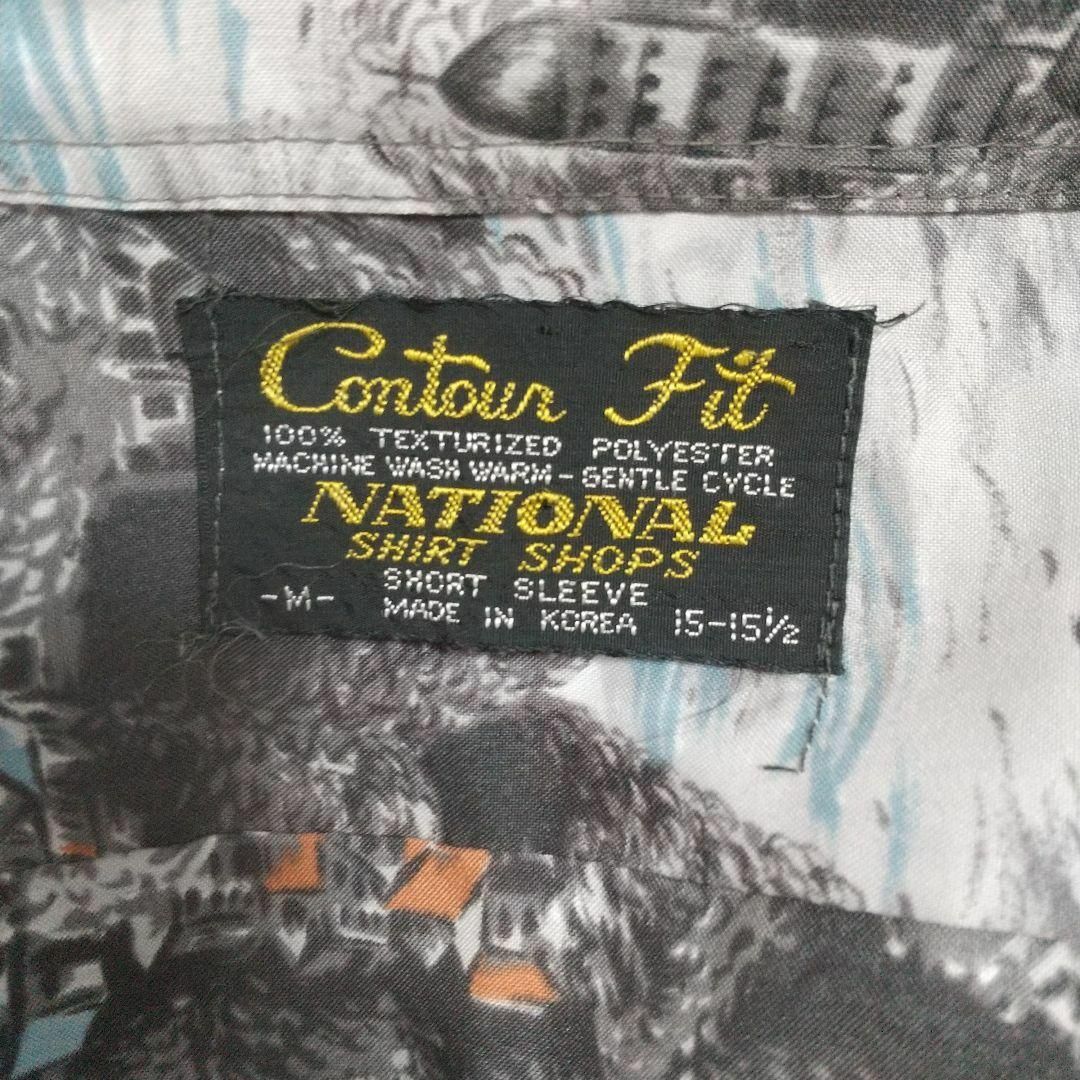 Contour Fit
100% TEXTURIZED POLYESTER
MACHINE WASH WARM - GENTLE CYCLE
NATIONAL
SHIRT SHOPS
SHORT SLEEVE
-M- MADE IN KOREA 15-15½